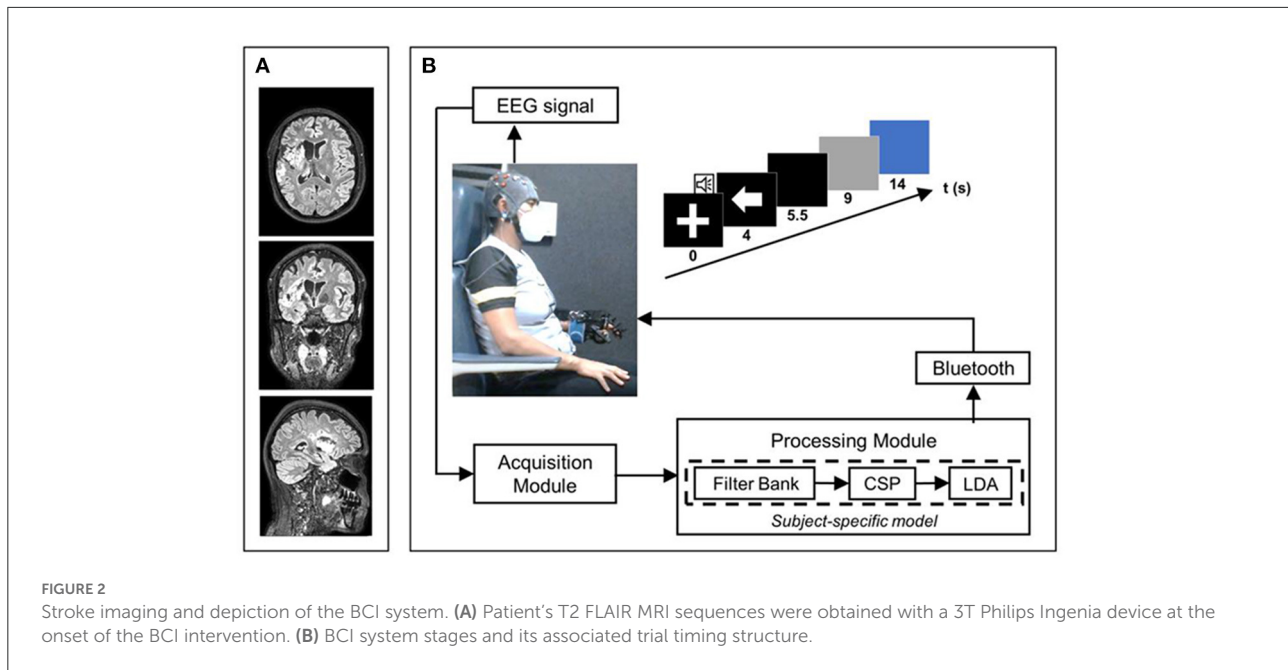 A
B
EEG signal
0
4
5.5
9
14
t (s)
Bluetooth
Acquisition
Module
Processing Module
Filter Bank
CSP
LDA
Subject-specific model
FIGURE 2
Stroke imaging and depiction of the BCI system. (A) Patient's T2 FLAIR MRI sequences were obtained with a 3T Philips Ingenia device at the
onset of the BCI intervention. (B) BCI system stages and its associated trial timing structure.